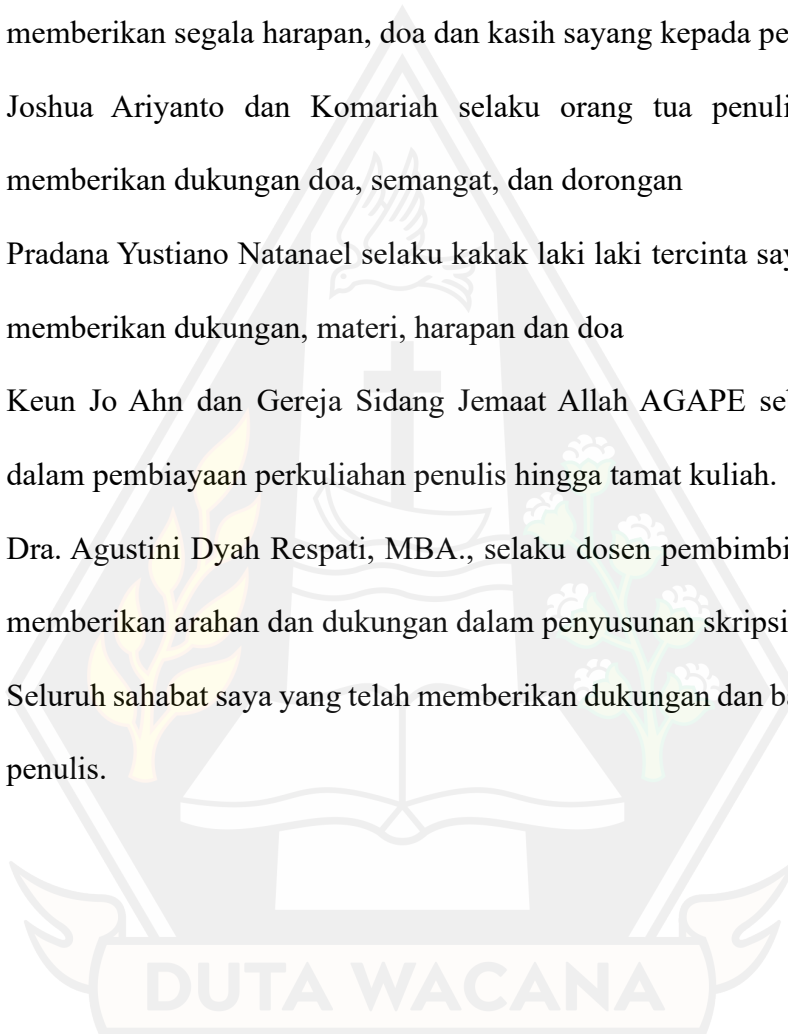 memberikan segala harapan, doa dan kasih sayang kepada pe
Joshua Ariyanto dan Komariah selaku orang tua penuli
memberikan dukungan doa, semangat, dan dorongan
Pradana Yustiano Natanael selaku kakak laki laki tercinta say
memberikan dukungan, materi, harapan dan doa
Keun Jo Ahn dan Gereja Sidang Jemaat Allah AGAPE se
dalam pembiayaan perkuliahan penulis hingga tamat kuliah.
Dra. Agustini Dyah Respati, MBA., selaku dosen pembimbi
memberikan arahan dan dukungan dalam penyusunan skripsi
Seluruh sahabat saya yang telah memberikan dukungan dan ba
penulis.
DUTA WACANA